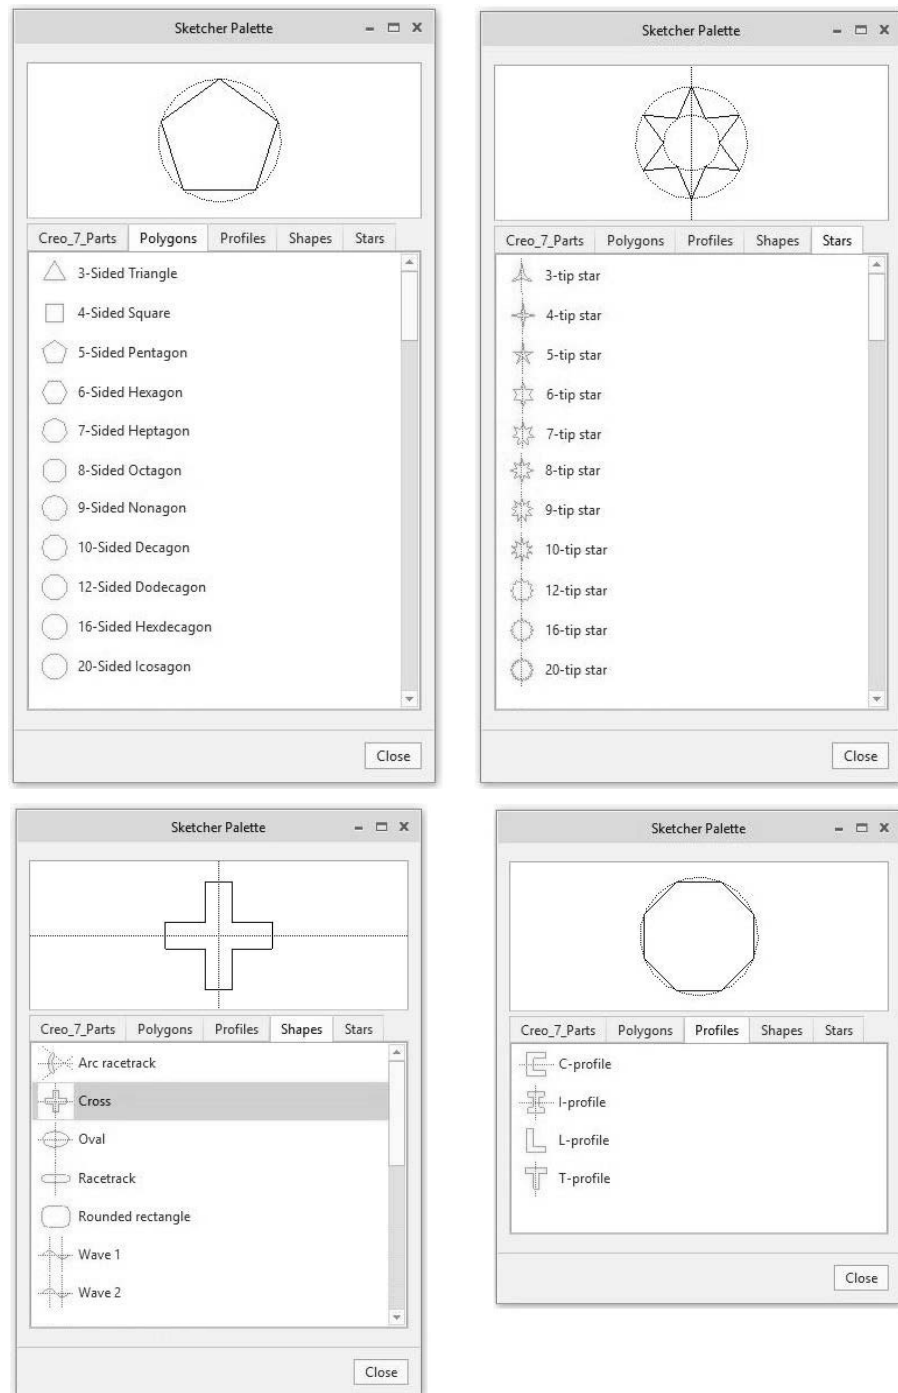 Sketcher Palette
Creo_7_Parts Polygons Profiles Shapes Stars
3-Sided Triangle
4-Sided Square
5-Sided Pentagon
6-Sided Hexagon
7-Sided Heptagon
8-Sided Octagon
9-Sided Nonagon
10-Sided Decagon
12-Sided Dodecagon
16-Sided Hexdecagon
20-Sided Icosagon
Close
Sketcher Palette
Creo_7_Parts Polygons Profiles Shapes Stars
3-tip star
4-tip star
5-tip star
6-tip star
7-tip star
8-tip star
9-tip star
10-tip star
12-tip star
16-tip star
20-tip star
Close
Sketcher Palette
Creo_7_Parts Polygons Profiles Shapes Stars
Arc racetrack
Cross
Oval
Racetrack
Rounded rectangle
Wave 1
Wave 2
Close
Sketcher Palette
Creo_7_Parts Polygons Profiles Shapes Stars
C-profile
I-profile
L-profile
T-profile
Close